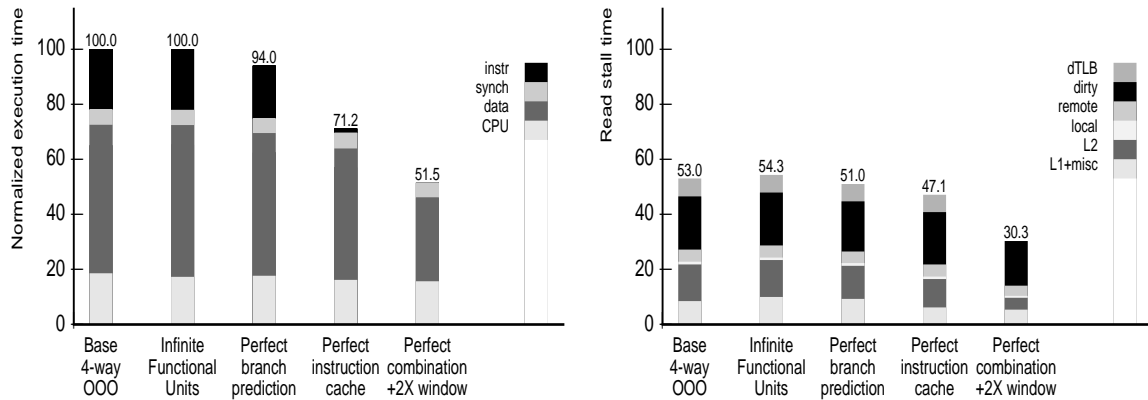 Normalized execution time
100
80
60
40
20
0
100.0
100.0
94.0
71.2
51.5
instr
synch
data
CPU
Base
4-way
OOO
Infinite
Functional
Units
Perfect
branch
prediction
Perfect
instruction
cache
Perfect
combination
+2X window
Read stall time
100
80
60
40
20
0
53.0
54.3
51.0
47.1
30.3
dTLB
dirty
remote
local
L2
L1+misc
Base
4-way
OOO
Infinite
Functional
Units
Perfect
branch
prediction
Perfect
instruction
cache
Perfect
combination
+2X window